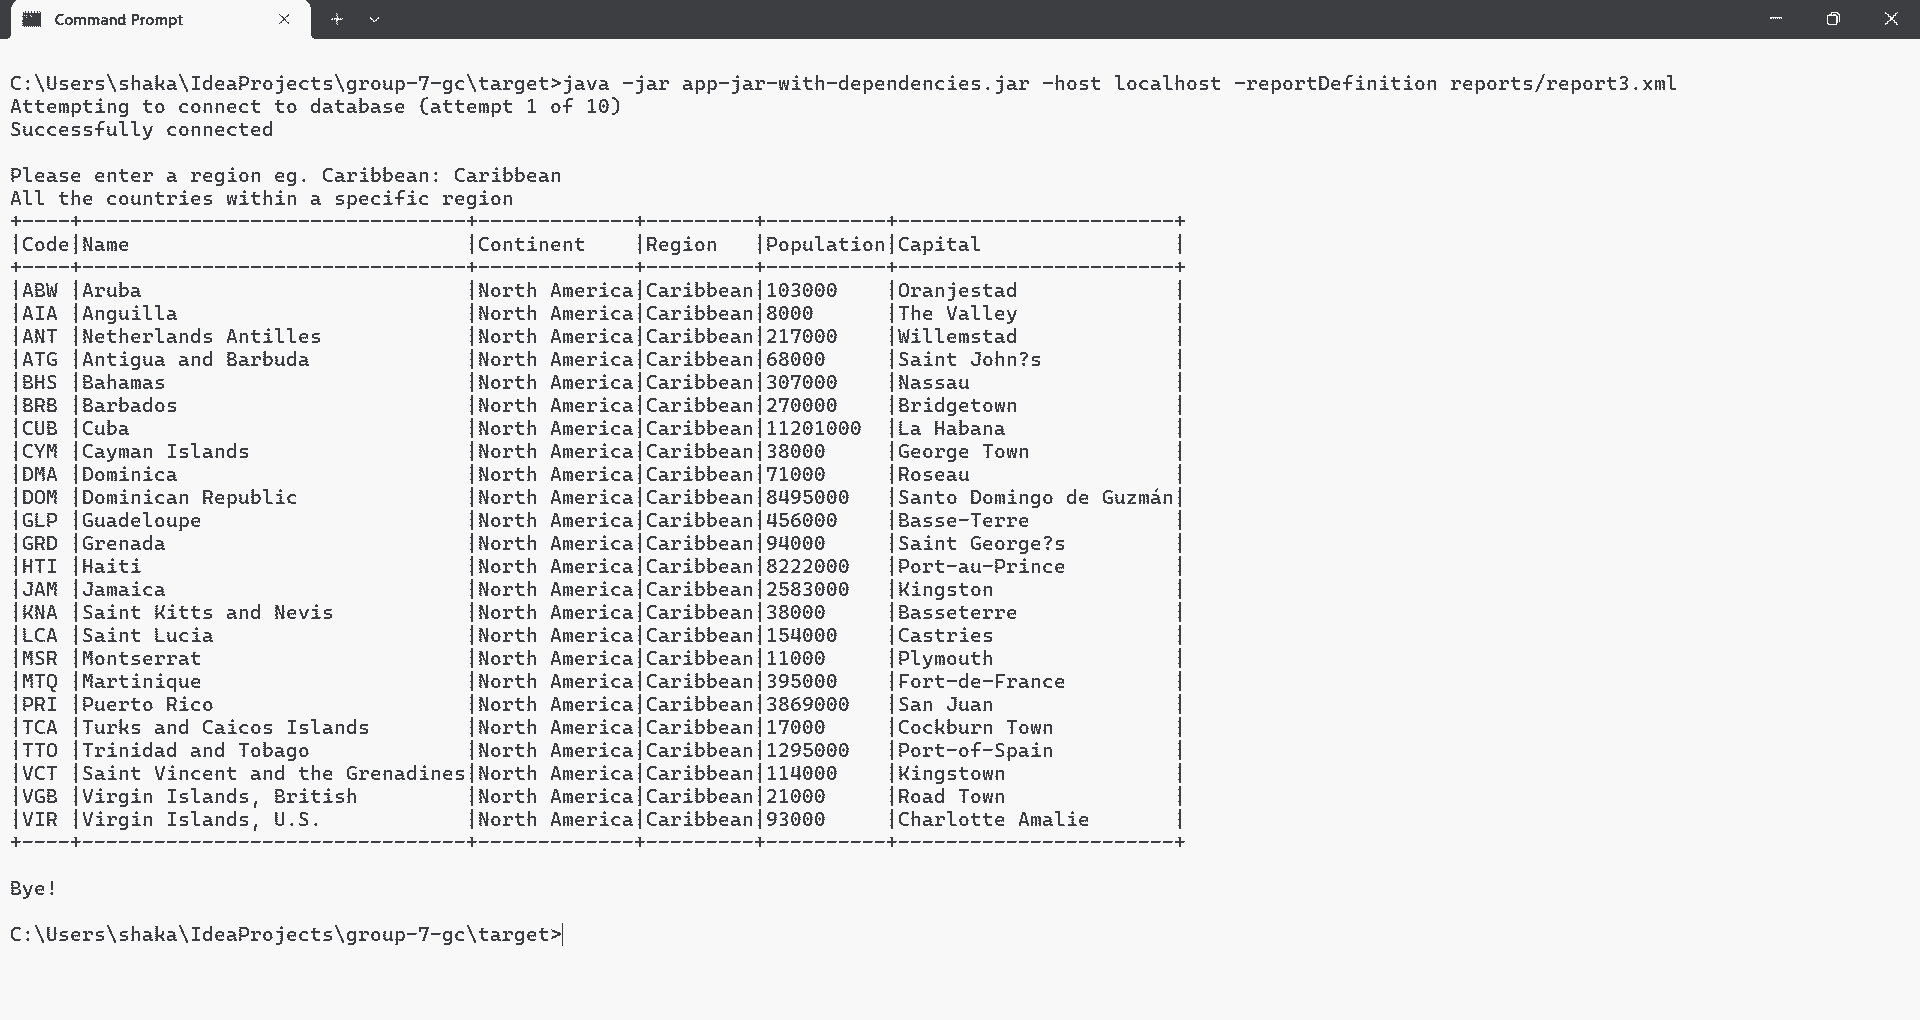 Command Prompt
C:\Users\shaka\IdeaProjects\group-7-gc\target>java -jar app-jar-with-dependencies.jar -host localhost -reportDefinition reports/report3.xml
Attempting to connect to database (attempt 1 of 10)
Successfully connected
Please enter a region eg. Caribbean: Caribbean
All the countries within a specific region
+----+--------------------------------+-------------+---------+----------+-----------------------+
|Code|Name                            |Continent    |Region   |Population|Capital                |
+----+--------------------------------+-------------+---------+----------+-----------------------+
|ABW |Aruba                           |North America|Caribbean|103000    |Oranjestad             |
|AIA |Anguilla                        |North America|Caribbean|8000      |The Valley             |
|ANT |Netherlands Antilles            |North America|Caribbean|217000    |Willemstad             |
|ATG |Antigua and Barbuda             |North America|Caribbean|68000     |Saint John?s           |
|BHS |Bahamas                         |North America|Caribbean|307000    |Nassau                 |
|BRB |Barbados                        |North America|Caribbean|270000    |Bridgetown             |
|CUB |Cuba                            |North America|Caribbean|11201000  |La Habana              |
|CYM |Cayman Islands                  |North America|Caribbean|38000     |George Town            |
|DMA |Dominica                        |North America|Caribbean|71000     |Roseau                 |
|DOM |Dominican Republic              |North America|Caribbean|8495000   |Santo Domingo de Guzmán|
|GLP |Guadeloupe                      |North America|Caribbean|456000    |Basse-Terre            |
|GRD |Grenada                         |North America|Caribbean|94000     |Saint George?s         |
|HTI |Haiti                           |North America|Caribbean|8222000   |Port-au-Prince         |
|JAM |Jamaica                         |North America|Caribbean|2583000   |Kingston               |
|KNA |Saint Kitts and Nevis           |North America|Caribbean|38000     |Basseterre             |
|LCA |Saint Lucia                     |North America|Caribbean|154000    |Castries               |
|MSR |Montserrat                      |North America|Caribbean|11000     |Plymouth               |
|MTQ |Martinique                      |North America|Caribbean|395000    |Fort-de-France         |
|PRI |Puerto Rico                     |North America|Caribbean|3869000   |San Juan               |
|TCA |Turks and Caicos Islands        |North America|Caribbean|17000     |Cockburn Town          |
|TTO |Trinidad and Tobago             |North America|Caribbean|1295000   |Port-of-Spain          |
|VCT |Saint Vincent and the Grenadines|North America|Caribbean|114000    |Kingstown              |
|VGB |Virgin Islands, British         |North America|Caribbean|21000     |Road Town              |
|VIR |Virgin Islands, U.S.            |North America|Caribbean|93000     |Charlotte Amalie       |
+----+--------------------------------+-------------+---------+----------+-----------------------+
Bye!
C:\Users\shaka\IdeaProjects\group-7-gc\target>